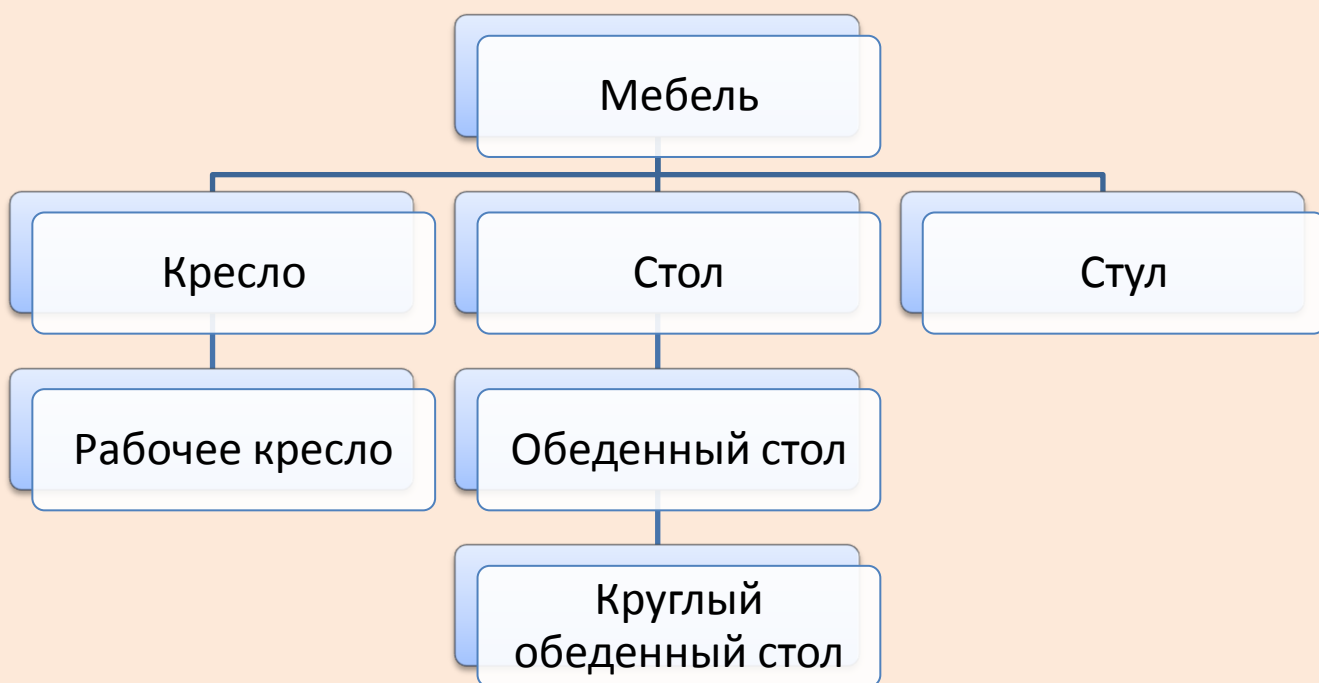 Мебель
Кресло
Стол
Стул
Рабочее кресло
Обеденный стол
Круглый
обеденный стол